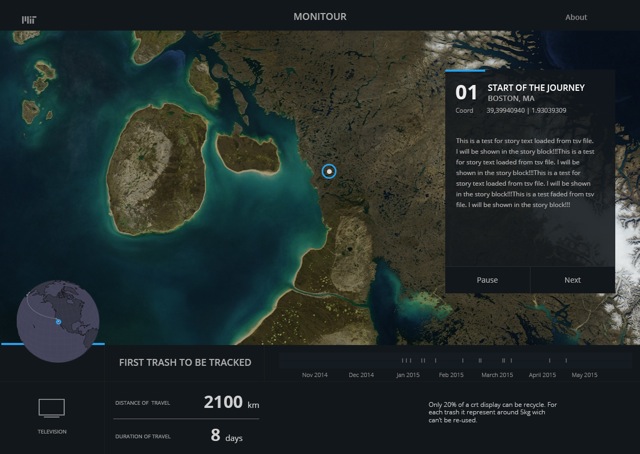 MIT
MONITOUR
About
01
START OF THE JOURNEY
BOSTON, MA
Coord 39,39940940 | 1.93039309
This is a test for story text loaded from tsv file.
I will be shown in the story block!!!This is a test
for story text loaded from tsv file. I will be
shown in the story block!!!This is a test for
story text loaded from tsv file. I will be shown
in the story block!!!This is a test faded from tsv
file. I will be shown in the story block!!!
Pause
Next
FIRST TRASH TO BE TRACKED
Nov 2014 Dec 2014 Jan 2015 Feb 2015 March 2015 April 2015 May 2015
TELEVISION
DISTANCE OF TRAVEL 2100 km
DURATION OF TRAVEL 8 days
Only 20% of a crt display can be recycle. For
each trash it represent around 5kg wich
can't be re-used.